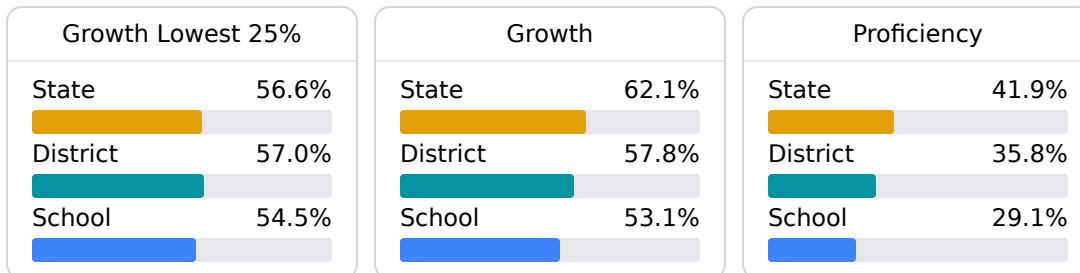 Growth Lowest 25%
State 56.6%
District 57.0%
School 54.5%
Growth
State 62.1%
District 57.8%
School 53.1%
Proficiency
State 41.9%
District 35.8%
School 29.1%